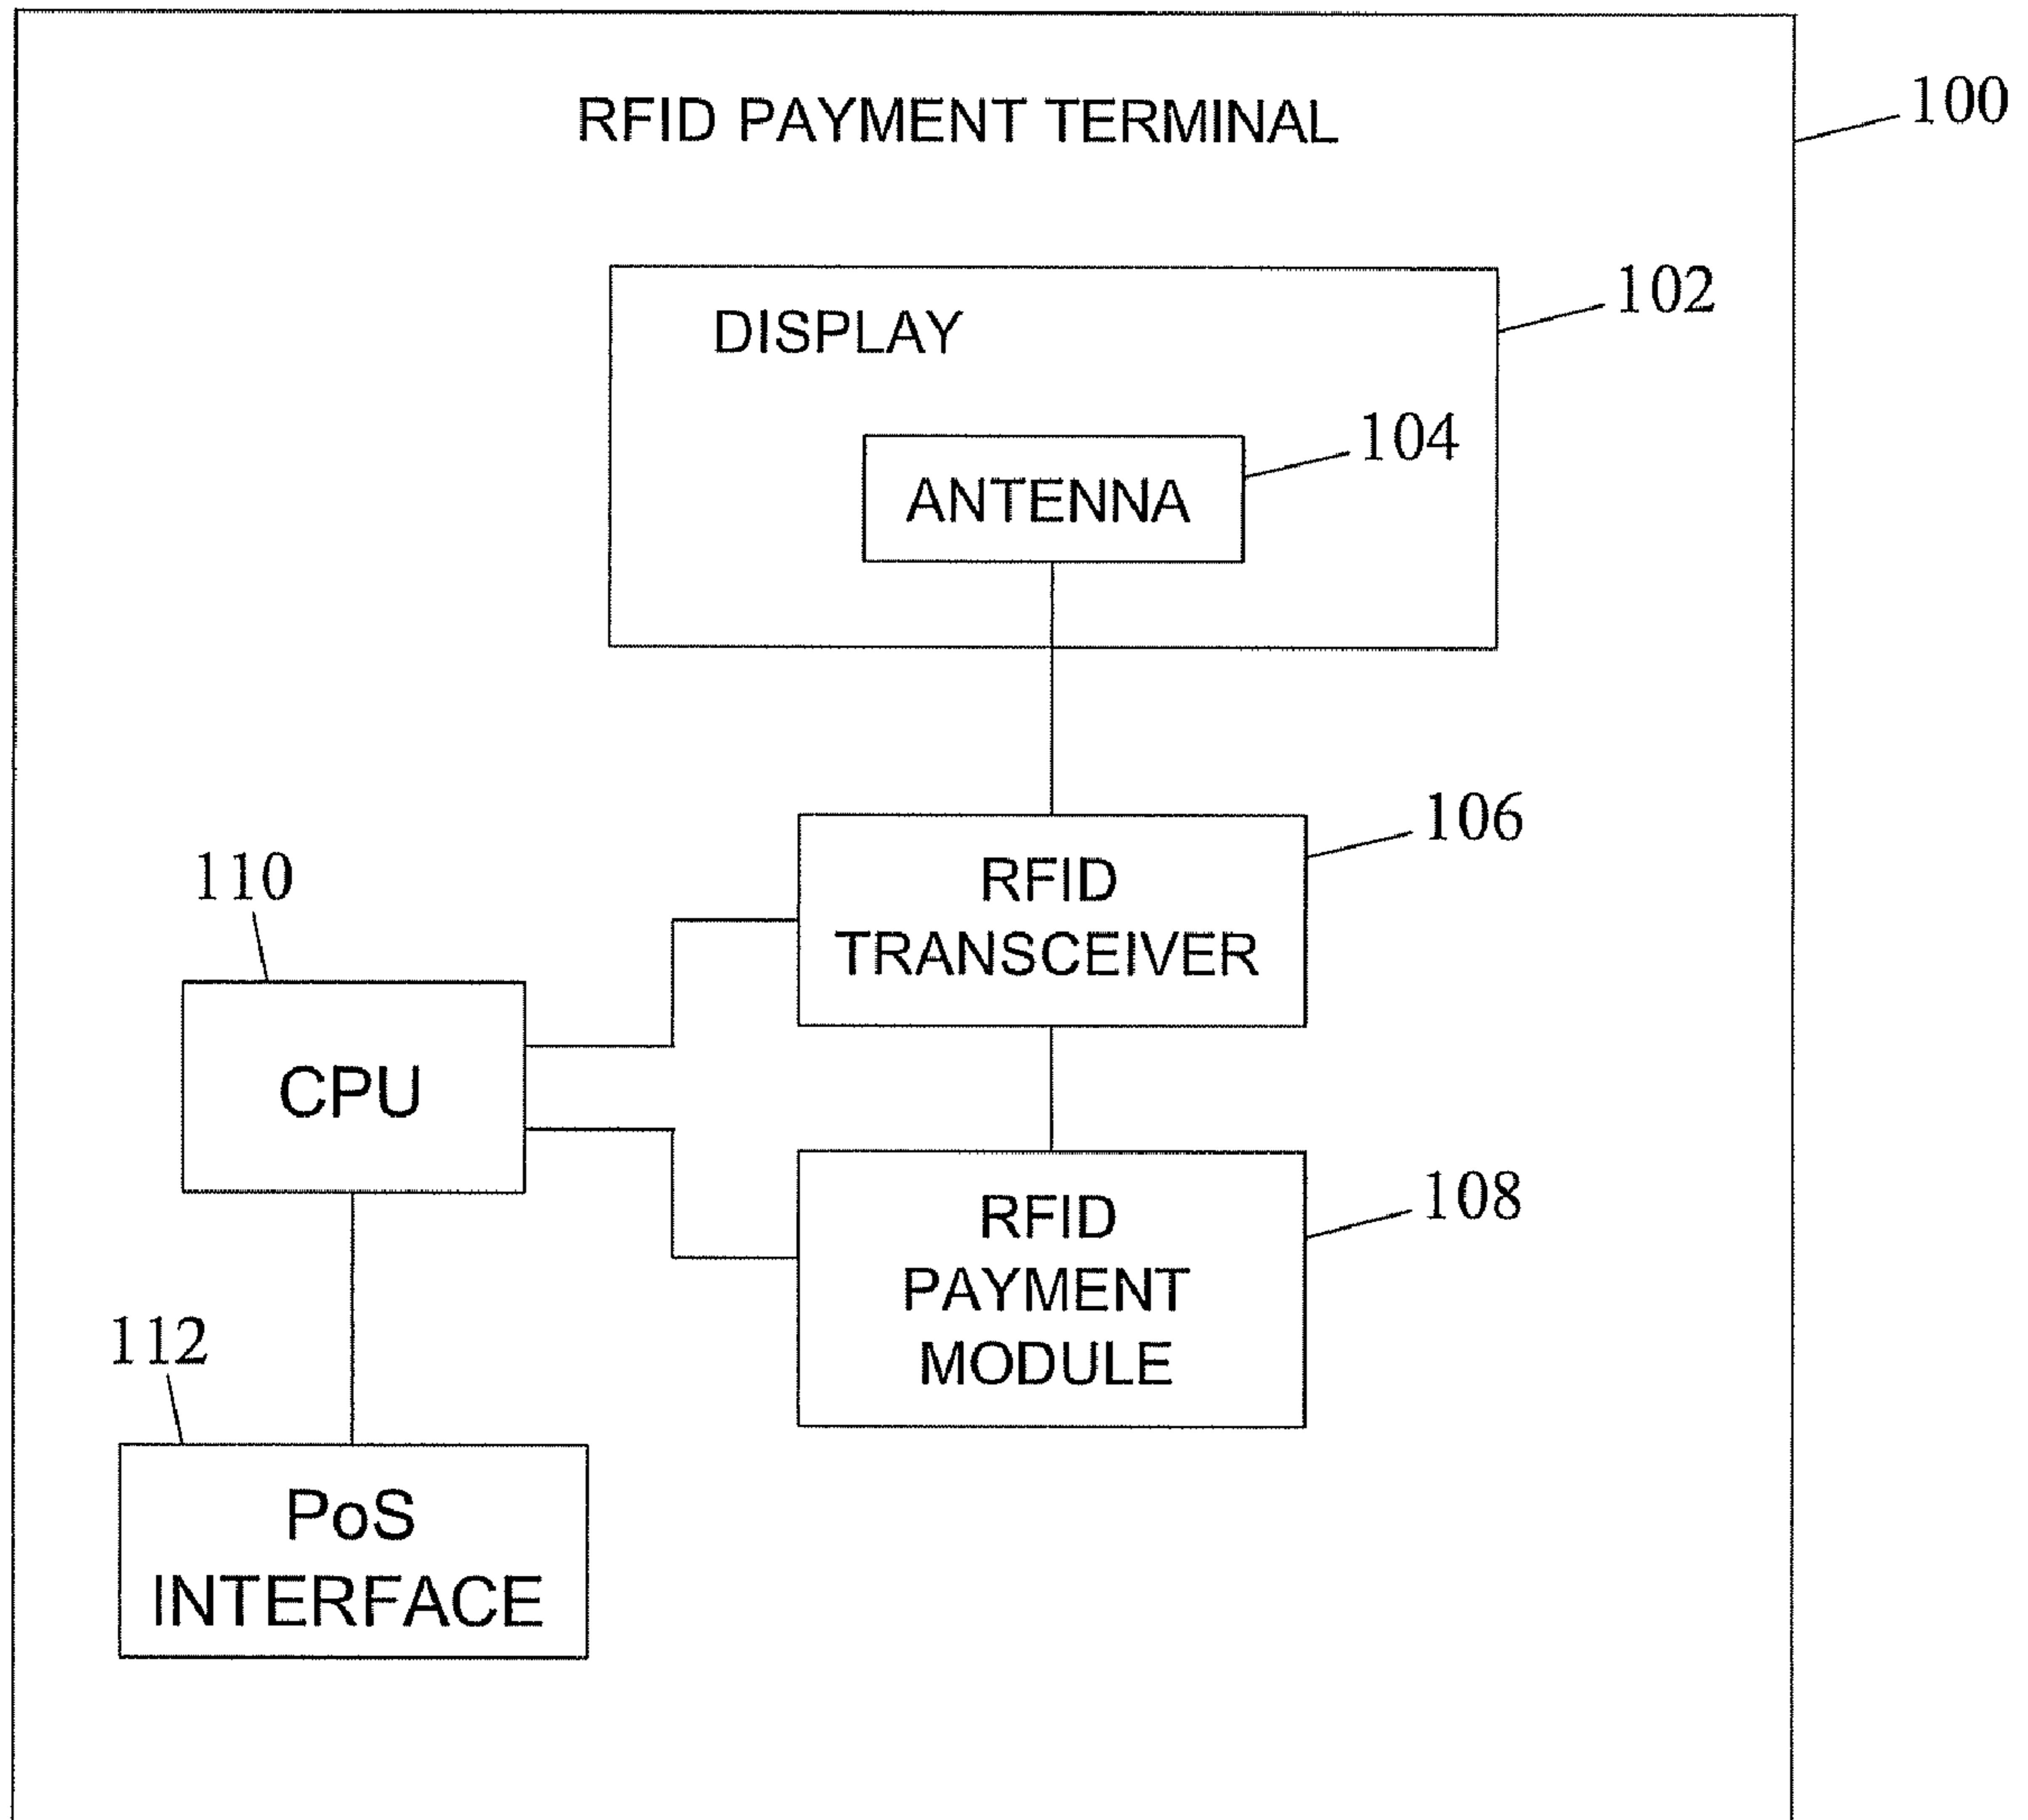 RFID PAYMENT TERMINAL
100
DISPLAY
102
ANTENNA
104
RFID
TRANSCEIVER
106
110
CPU
RFID
PAYMENT
MODULE
108
112
PoS
INTERFACE